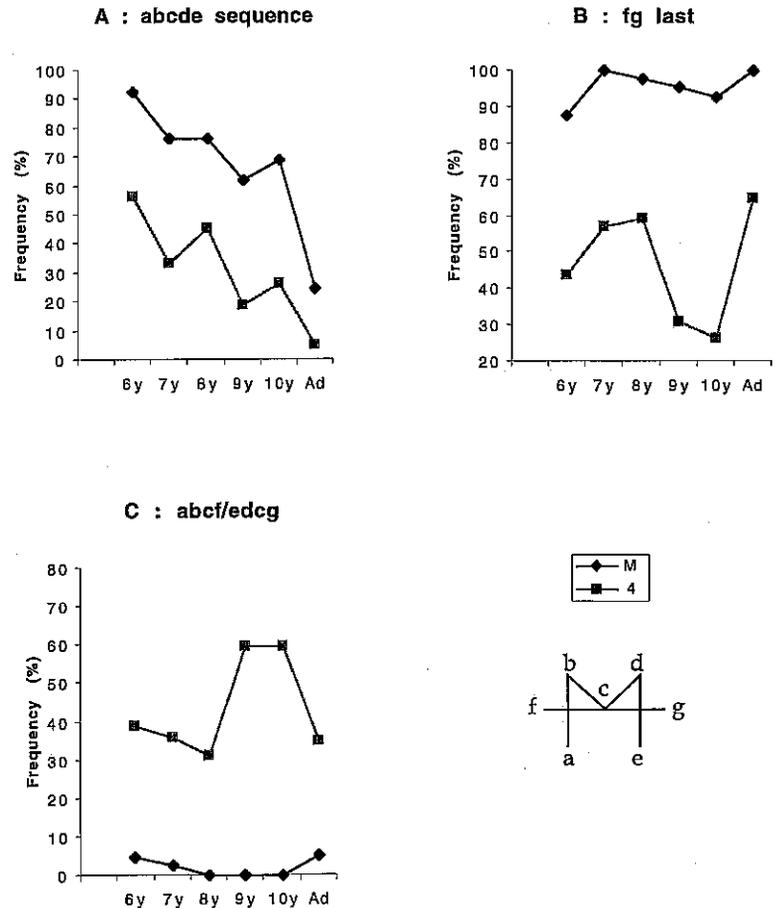 A : abcde sequence
100
90
80
70
60
50
40
30
20
10
0
Frequency (%)
6y 7y 8y 9y 10y Ad
B : fg last
100
90
80
70
60
50
40
30
20
Frequency (%)
6y 7y 8y 9y 10y Ad
C : abcf/edcg
80
70
60
50
40
30
20
10
0
Frequency (%)
6y 7y 8y 9y 10y Ad
M
4
b d
c
f g
a e